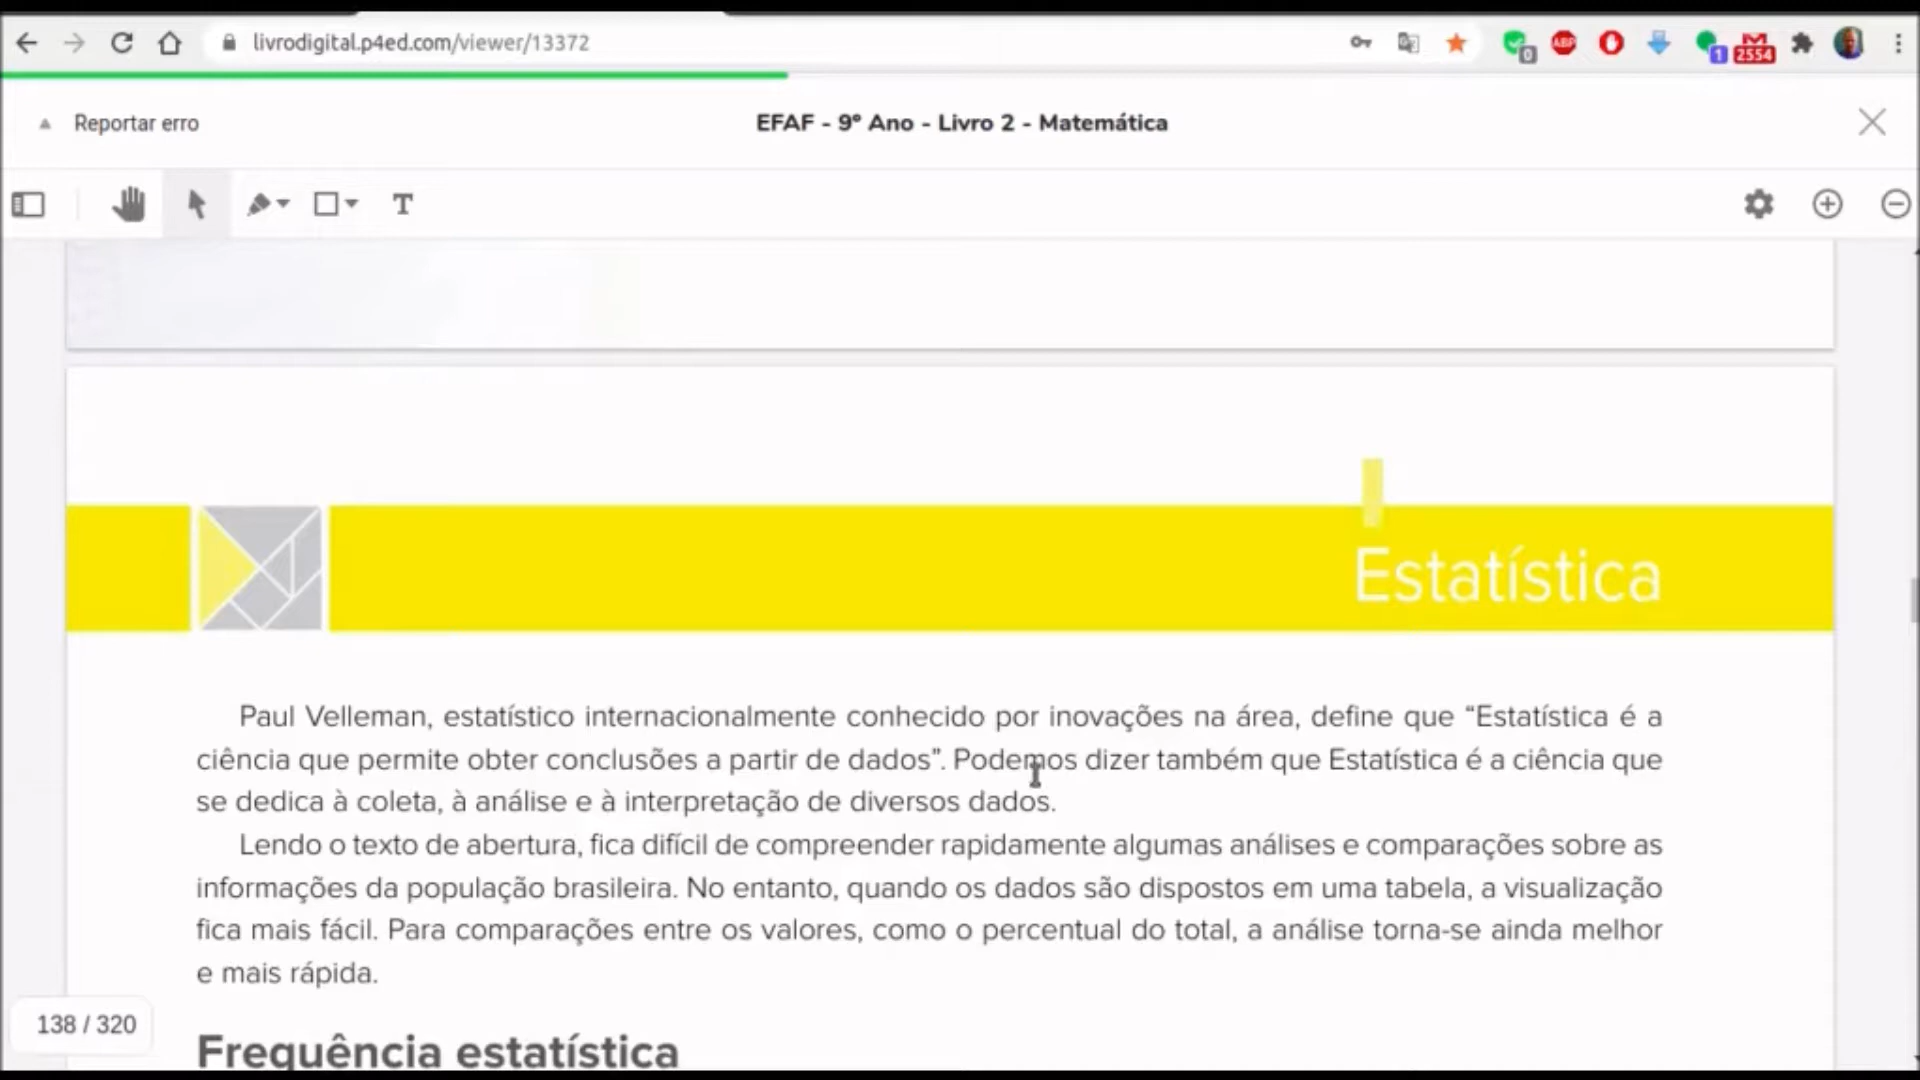 livrodigital.p4ed.com/viewer/13372
0
ABP
1
2554
Reportar erro
EFAF - 9º Ano - Livro 2 - Matemática
T
Estatística
Paul Velleman, estatístico internacionalmente conhecido por inovações na área, define que “Estatística é a
ciência que permite obter conclusões a partir de dados”. Podemos dizer também que Estatística é a ciência que
se dedica à coleta, à análise e à interpretação de diversos dados.
Lendo o texto de abertura, fica difícil de compreender rapidamente algumas análises e comparações sobre as
informações da população brasileira. No entanto, quando os dados são dispostos em uma tabela, a visualização
fica mais fácil. Para comparações entre os valores, como o percentual do total, a análise torna-se ainda melhor
e mais rápida.
138 / 320
Frequência estatística